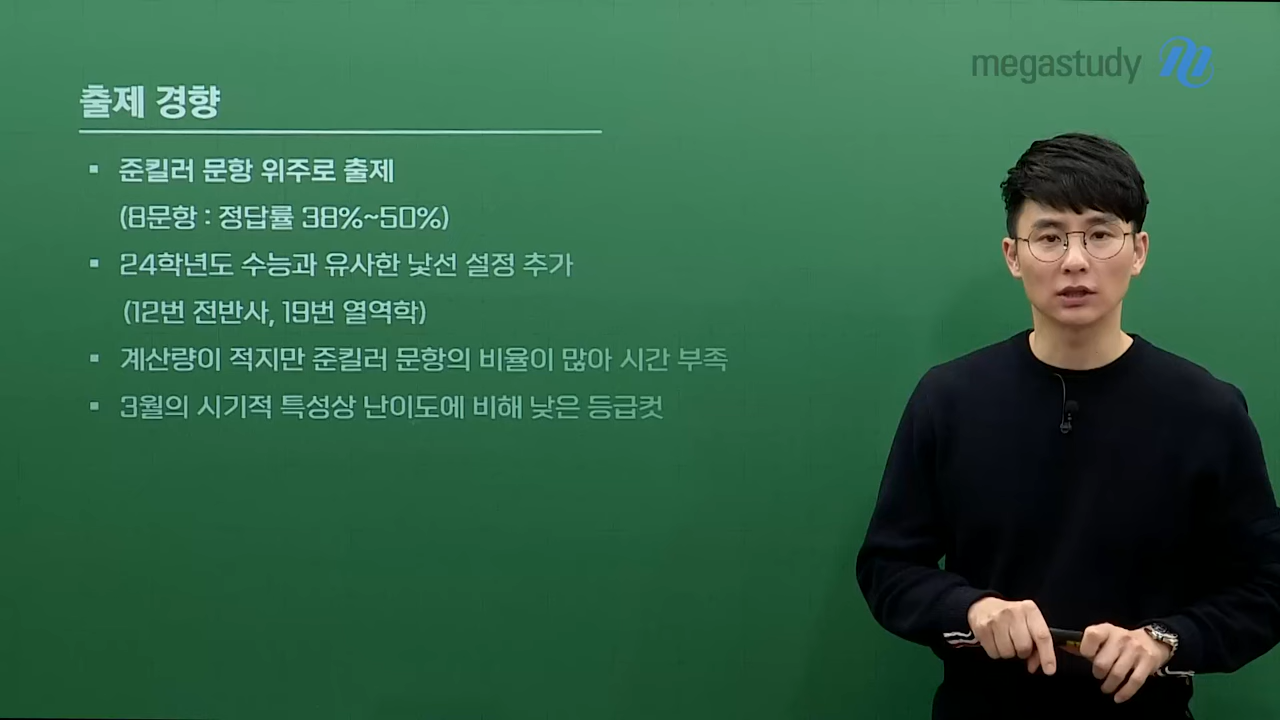 megastudy
출제 경향
▪ 준킬러 문항 위주로 출제
(8문항 : 정답률 38%~50%)
▪ 24학년도 수능과 유사한 낯선 설정 추가
(12번 전반사, 19번 열역학)
▪ 계산량이 적지만 준킬러 문항의 비율이 많아 시간 부족
▪ 3월의 시기적 특성상 난이도에 비해 낮은 등급컷